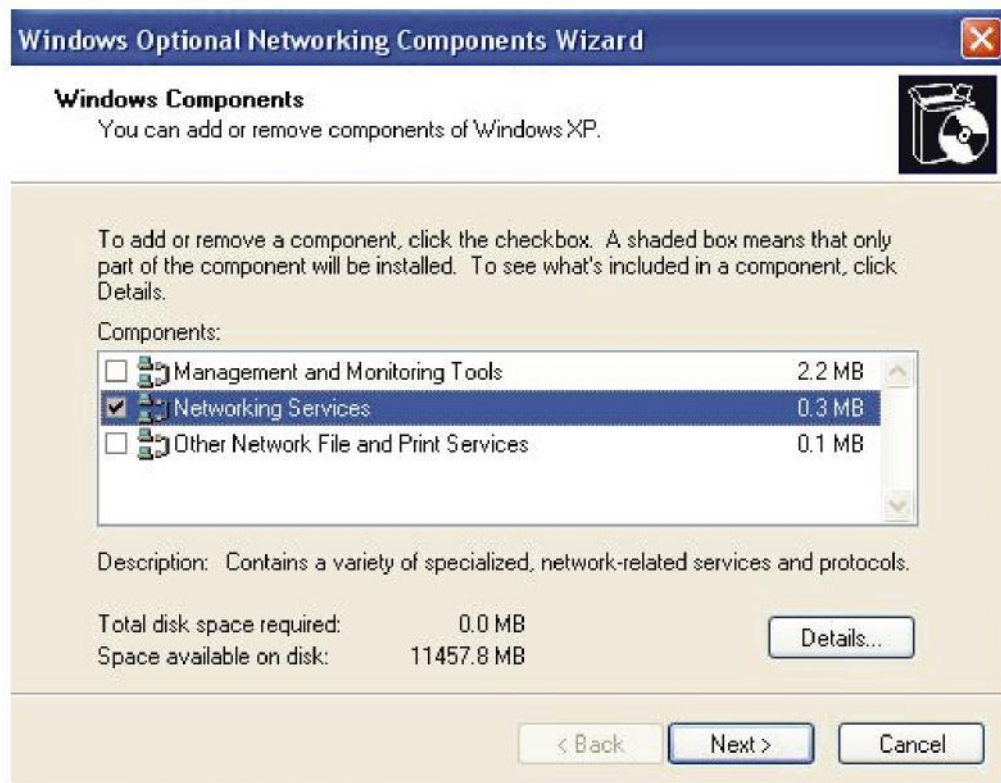 Windows Optional Networking Components Wizard
Windows Components
You can add or remove components of Windows XP.
To add or remove a component, click the checkbox. A shaded box means that only
part of the component will be installed. To see what's included in a component, click
Details.
Components:
Management and Monitoring Tools 2.2 MB
Networking Services 0.3 MB
Other Network File and Print Services 0.1 MB
Description: Contains a variety of specialized, network-related services and protocols.
Total disk space required: 0.0 MB
Space available on disk: 11457.8 MB
Details...
< Back Next > Cancel